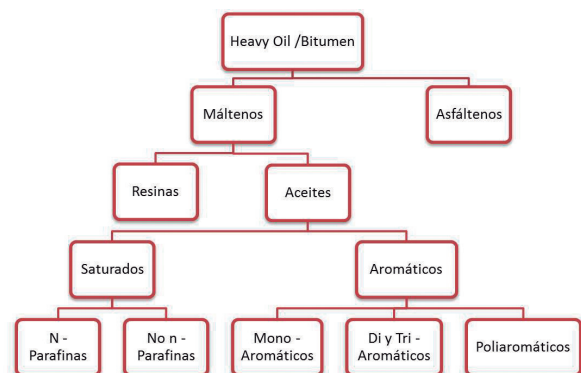 Heavy Oil /Bitumen
Máltenos
Asfáltenos
Resinas
Aceites
Saturados
Aromáticos
N -
Parafinas
No n -
Parafinas
Mono -
Aromáticos
Di y Tri -
Aromáticos
Poliaromáticos